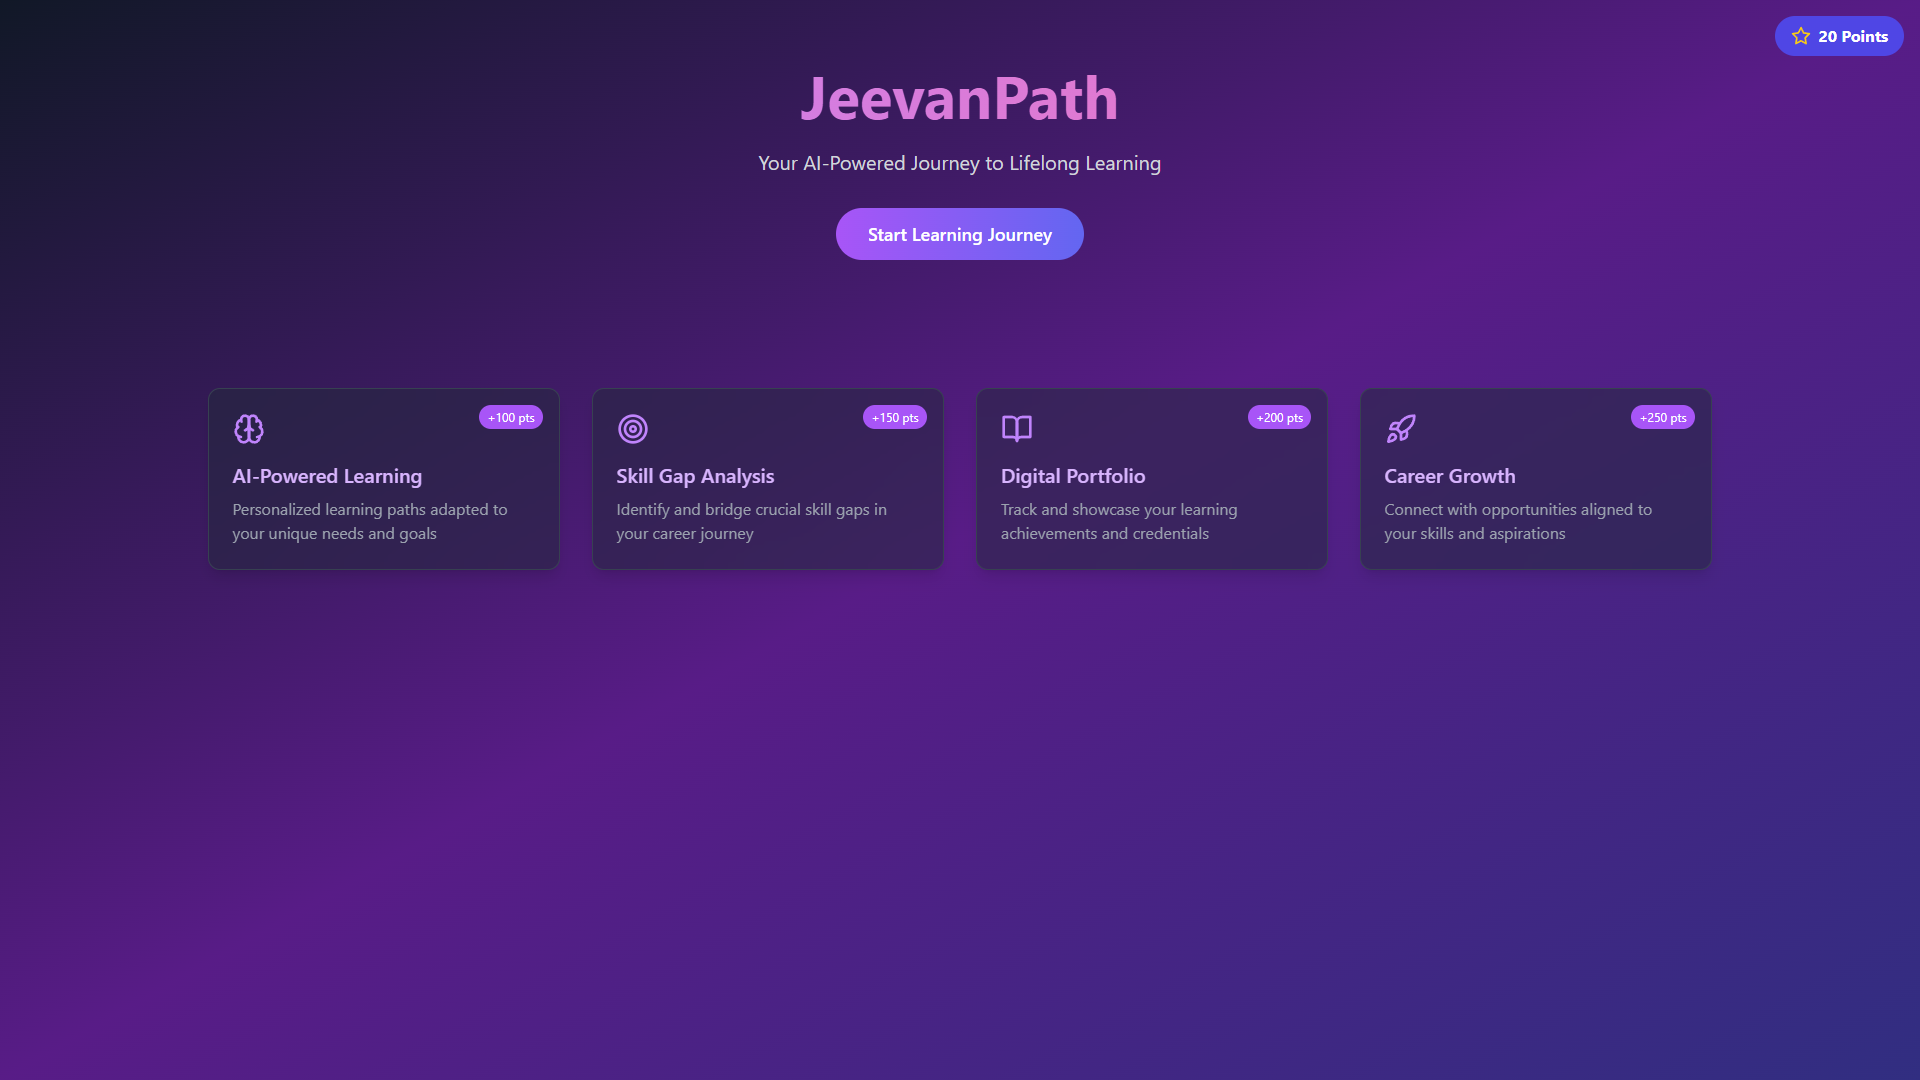 20 Points
JeevanPath
Your AI-Powered Journey to Lifelong Learning
Start Learning Journey
+100 pts
AI-Powered Learning
Personalized learning paths adapted to
your unique needs and goals
+150 pts
Skill Gap Analysis
Identify and bridge crucial skill gaps in
your career journey
+200 pts
Digital Portfolio
Track and showcase your learning
achievements and credentials
+250 pts
Career Growth
Connect with opportunities aligned to
your skills and aspirations